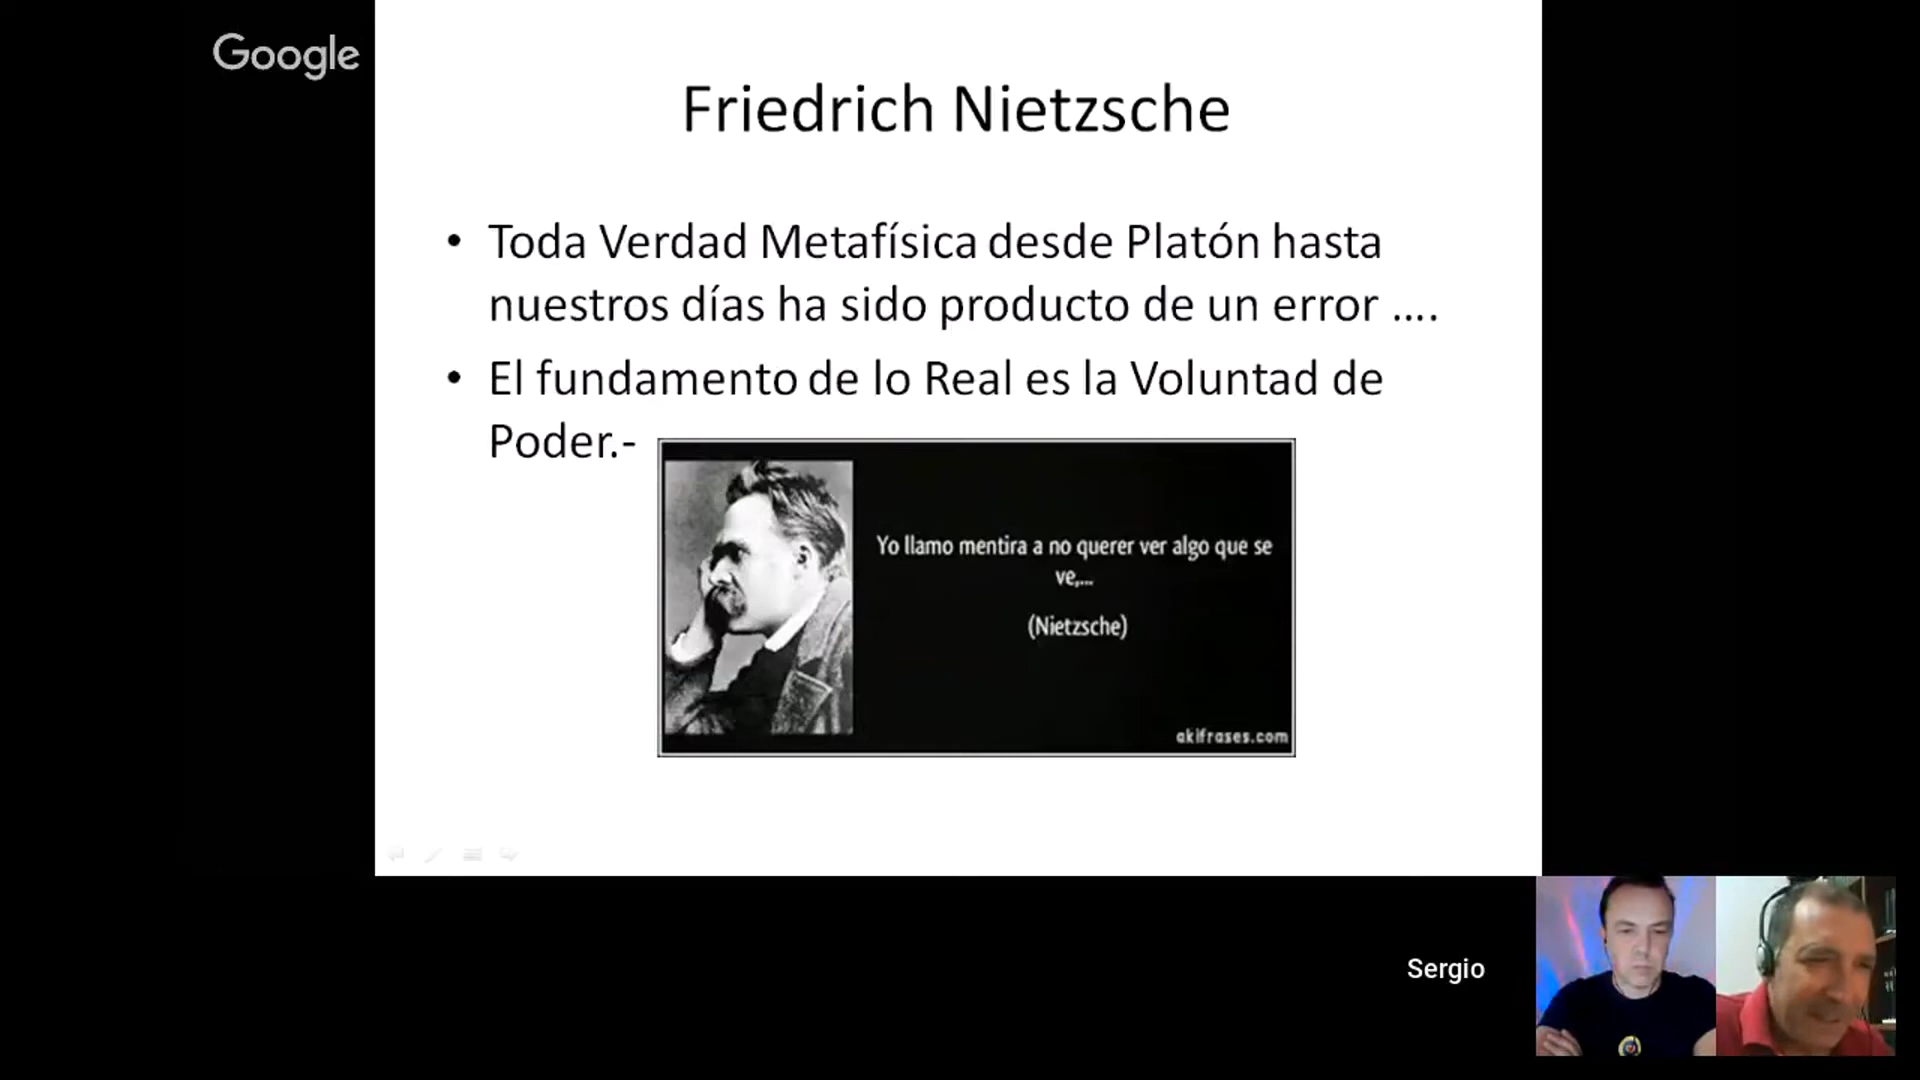 Google
Friedrich Nietzsche
• Toda Verdad Metafísica desde Platón hasta
nuestros días ha sido producto de un error ....
• El fundamento de lo Real es la Voluntad de
Poder.-
Yo llamo mentira a no querer ver algo que se
ve,...
(Nietzsche)
akifrases.com
Sergio